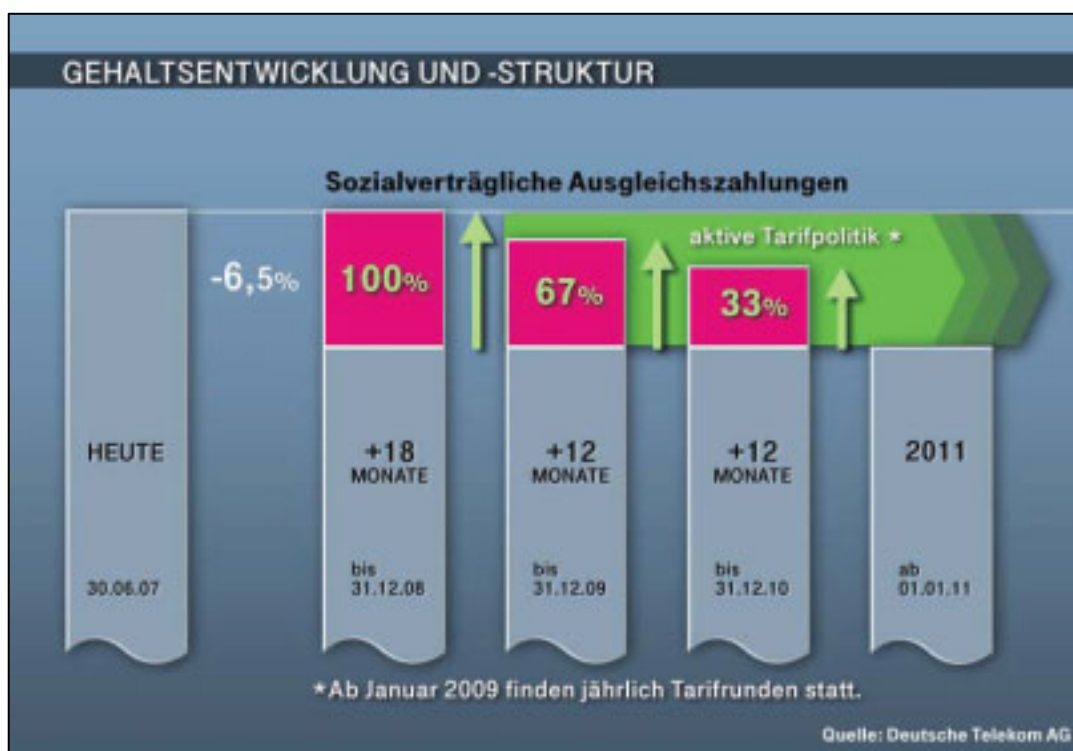 GEHALTSENTWICKLUNG UND -STRUKTUR
Sozialverträgliche Ausgleichszahlungen
aktive Tarifpolitik *
-6,5%
100%
67%
33%
HEUTE
30.06.07
+18
MONATE
bis
31.12.08
+12
MONATE
bis
31.12.09
+12
MONATE
bis
31.12.10
2011
ab
01.01.11
*Ab Januar 2009 finden jährlich Tarifrunden statt.
Quelle: Deutsche Telekom AG